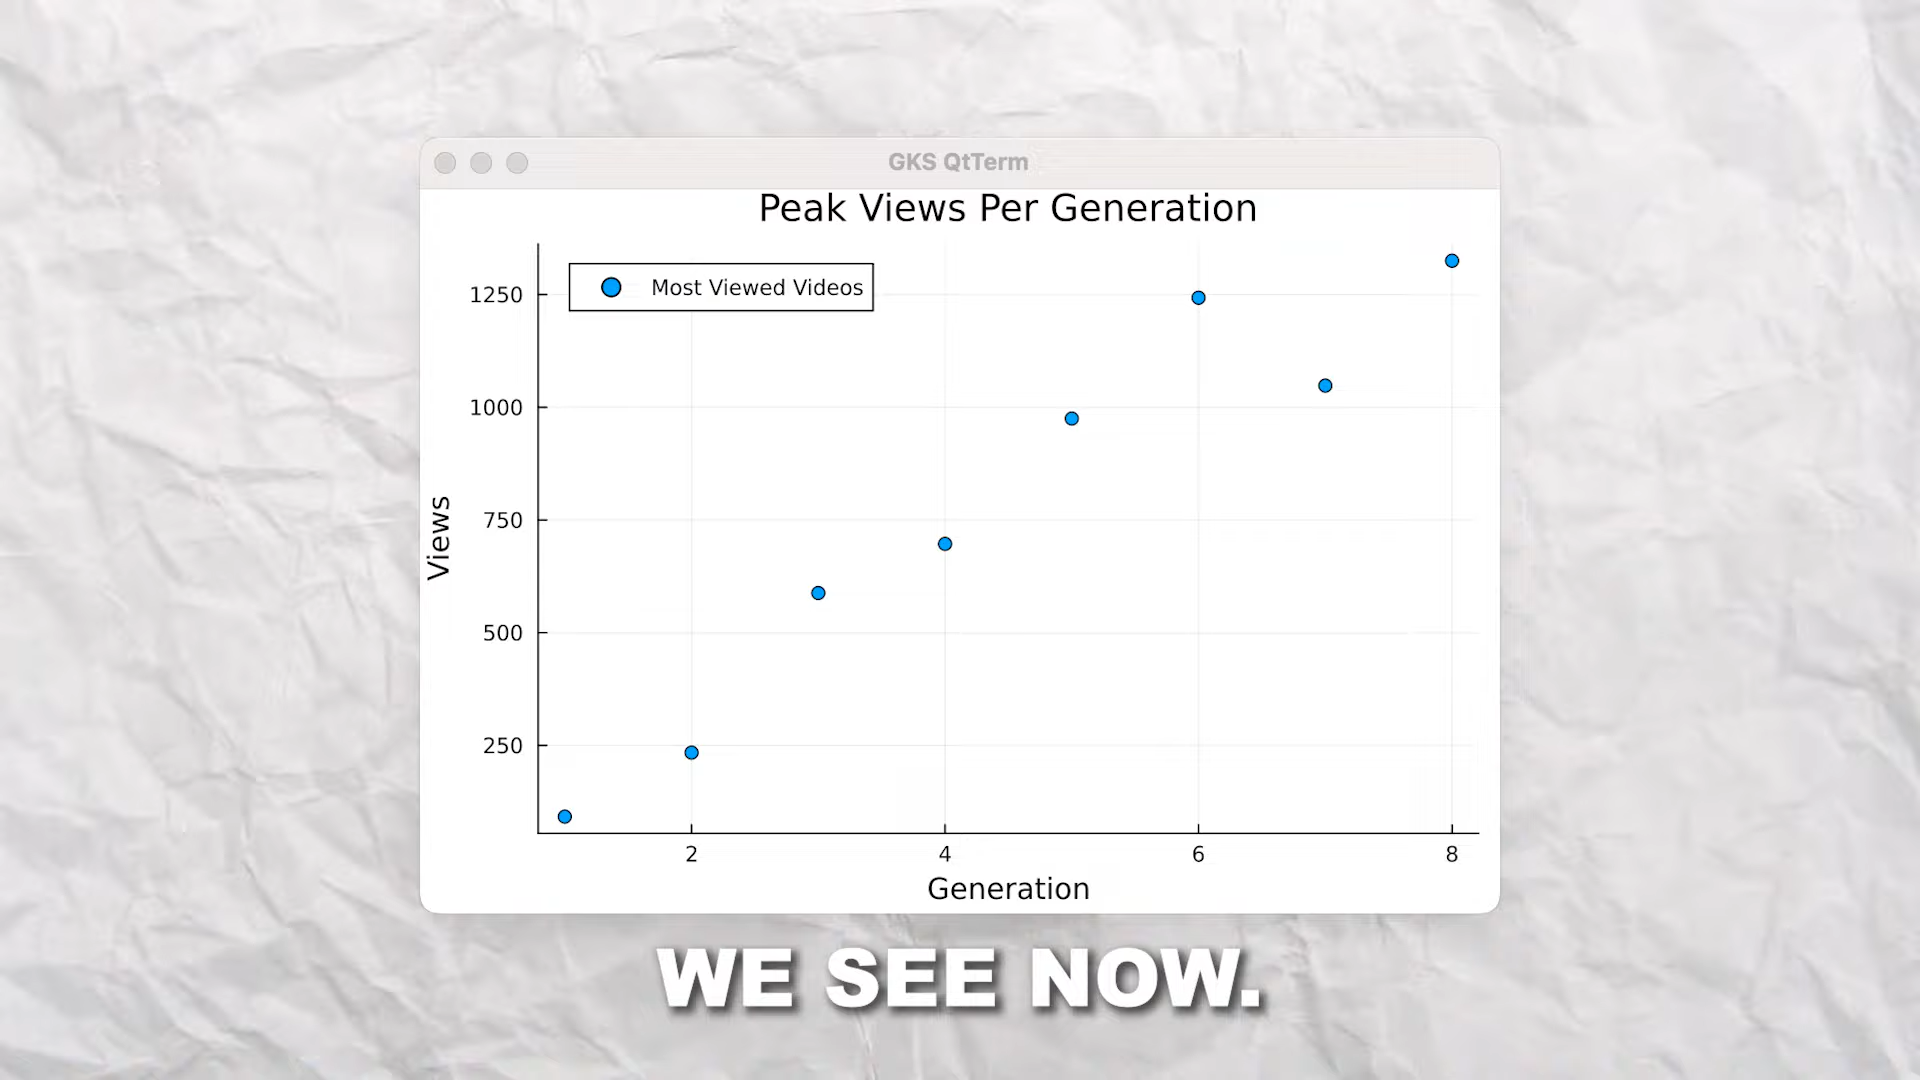 GKS QtTerm
Peak Views Per Generation
Most Viewed Videos
1250
1000
750
500
250
Views
2 4 6 8
Generation
WE SEE NOW.